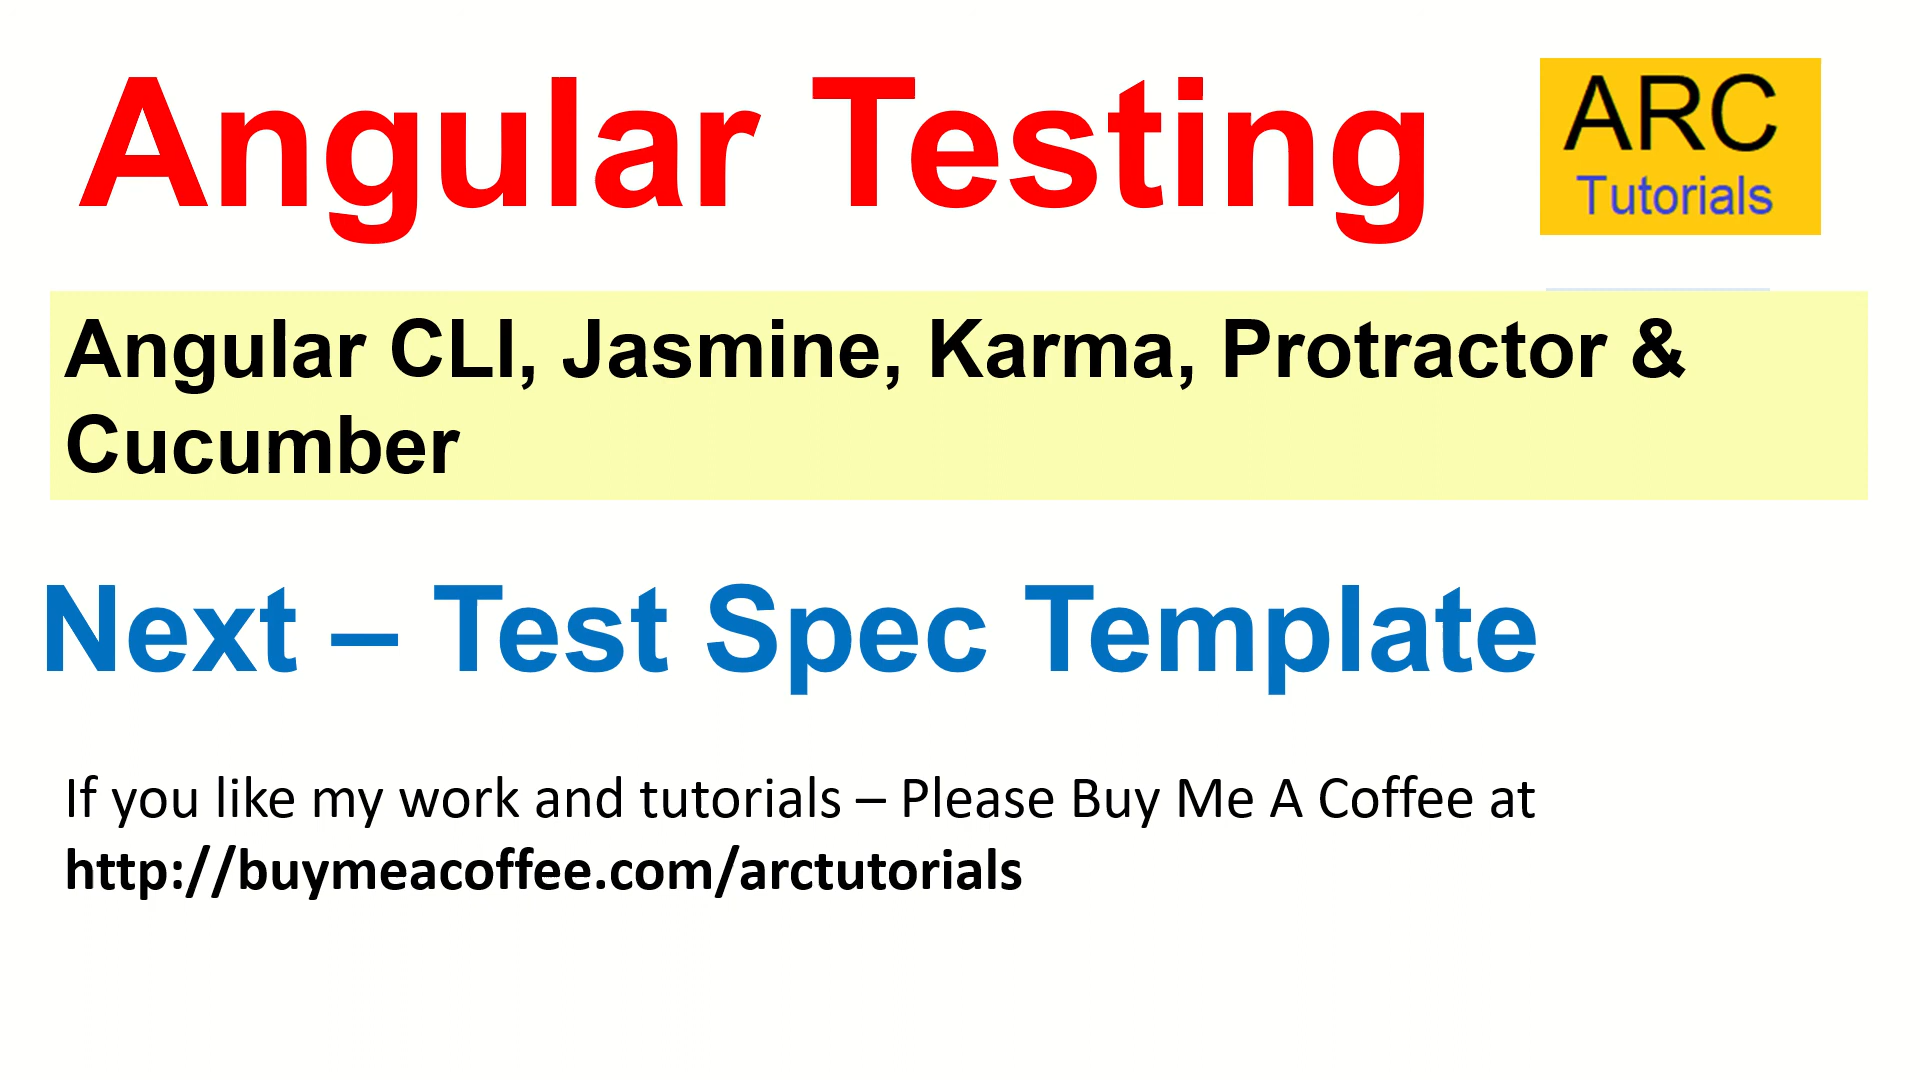 Angular Testing
ARC
Tutorials
Angular CLI, Jasmine, Karma, Protractor &
Cucumber
Next – Test Spec Template
If you like my work and tutorials – Please Buy Me A Coffee at
http://buymeacoffee.com/arctutorials